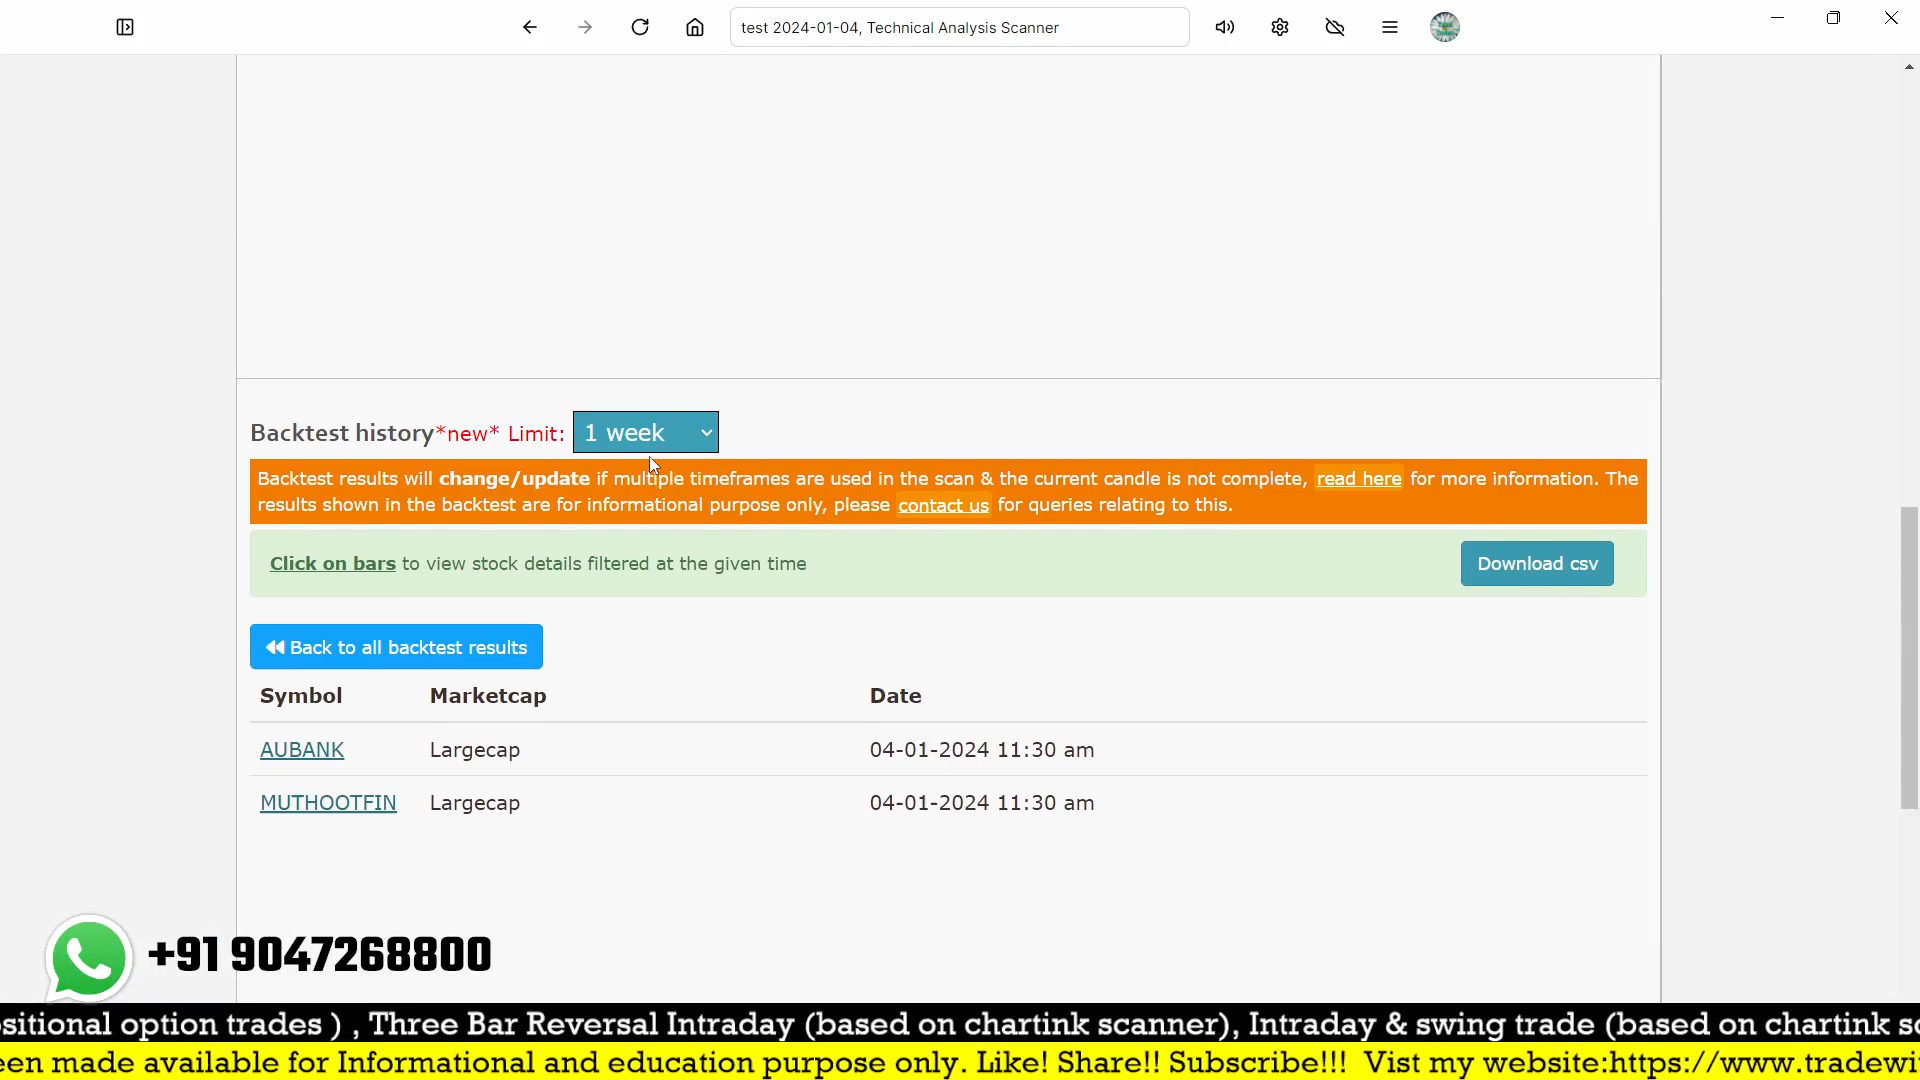 test 2024-01-04, Technical Analysis Scanner
Backtest history*new* Limit: 1 week
Backtest results will change/update if multiple timeframes are used in the scan & the current candle is not complete, read here for more information. The
results shown in the backtest are for informational purpose only, please contact us for queries relating to this.
Click on bars to view stock details filtered at the given time
Download csv
Back to all backtest results
Symbol Marketcap Date
AUBANK Largecap 04-01-2024 11:30 am
MUTHOOTFIN Largecap 04-01-2024 11:30 am
+91 9047268800
sitional option trades ) , Three Bar Reversal Intraday (based on chartink scanner), Intraday & swing trade (based on chartink sc
een made available for Informational and education purpose only. Like! Share!! Subscribe!!! Vist my website:https://www.tradewi